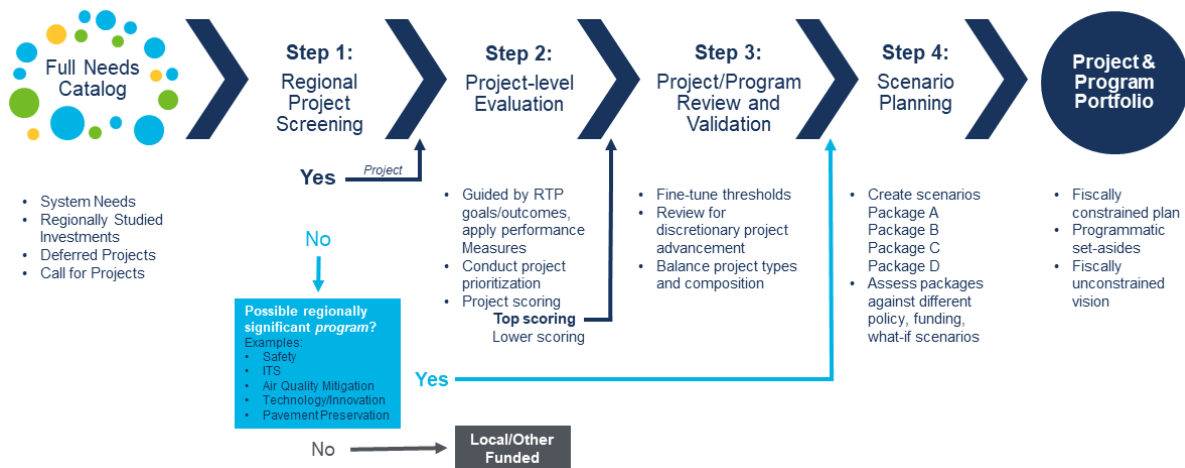 Full Needs
Catalog
Step 1:
Regional
Project
Screening
Step 2:
Project-level
Evaluation
Step 3:
Project/Program
Review and
Validation
Step 4:
Scenario
Planning
Project &
Program
Portfolio
Yes
Project
• System Needs
• Regionally Studied
Investments
• Deferred Projects
• Call for Projects
No
Possible regionally
significant program?
Examples:
• Safety
• ITS
• Air Quality Mitigation
• Technology/Innovation
• Pavement Preservation
• Guided by RTP
goals/outcomes,
apply performance
Measures
• Conduct project
prioritization
• Project scoring
Top scoring
Lower scoring
• Fine-tune thresholds
• Review for
discretionary project
advancement
• Balance project types
and composition
• Create scenarios
Package A
Package B
Package C
Package D
• Assess packages
against different
policy, funding,
what-if scenarios
• Fiscally
constrained plan
• Programmatic
set-asides
• Fiscally
unconstrained
vision
Yes
No
Local/Other
Funded